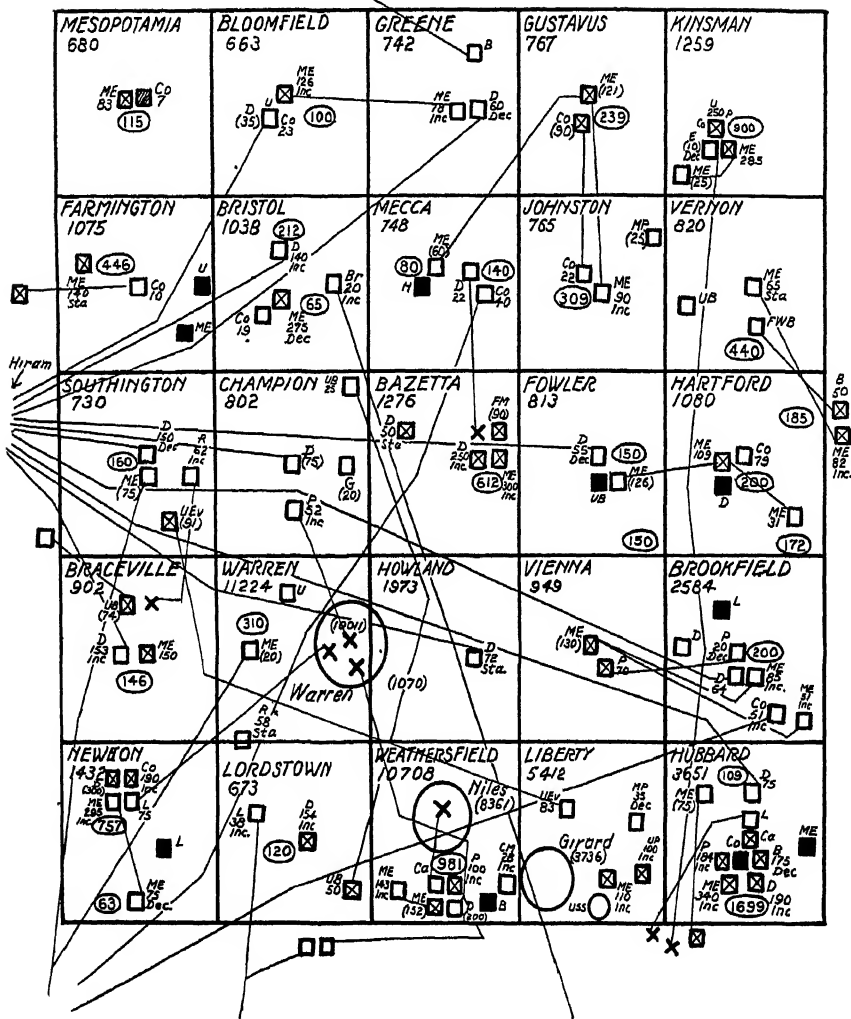 MESOPOTAMIA
680
ME
83
Co
7
115
BLOOMFIELD
663
ME
126
Inc
D
(35)
U
Co
23
100
GREENE
742
B
ME
78
Inc
D
60
Dec
GUSTAVUS
767
ME
(121)
Co
(90)
239
KINSMAN
1259
U
250
P
Co
900
E
(10)
Dec
ME
285
ME
(25)
FARMINGTON
1075
446
ME
140
Sta
Co
10
U
ME
BRISTOL
1038
212
D
140
Inc
Br
20
Inc
65
Co
19
ME
275
Dec
MECCA
748
ME
(60)
80
H
140
D
22
Co
40
JOHNSTON
765
MP
(25)
Co
22
309
ME
90
Inc
VERNON
820
ME
65
Sta
UB
FWB
440
Hiram
SOUTHINGTON
730
D
150
Dec
R
62
Inc
160
ME
(75)
UEv
(91)
CHAMPION
802
UB
25
D
(75)
G
(20)
P
52
Inc
BAZETTA
1276
D
50
Sta
FM
(90)
D
250
Inc
612
ME
300
Inc
FOWLER
813
D
55
Dec
150
UB
ME
(126)
150
HARTFORD
1080
185
B
50
ME
82
Inc
ME
109
Co
79
200
D
ME
31
172
BRACEVILLE
902
UB
(74)
D
153
Inc
ME
150
146
WARREN
11224
U
310
ME
(20)
Warren
R
58
Sta
HOWLAND
1973
D
72
Sta.
(1070)
VIENNA
949
ME
(130)
P
70
BROOKFIELD
2584
L
D
P
20
Dec
200
D
64
ME
85
Inc.
Co
51
Inc
ME
51
Inc
NEWTON
1432
Co
190
Inc
ME
295
Inc
L
75
757
L
63
ME
75
Dec.
LORDSTOWN
673
L
38
Inc.
D
154
Inc
120
UB
50
WEATHERSFIELD
10708
Niles
(8361)
981
Ca
P
100
Inc
CM
28
Inc
ME
143
Inc
ME
(152)
D
(200)
B
LIBERTY
5412
UEv
83
MP
35
Dec
Girard
(3736)
UP
100
Inc
ME
110
Inc
USS
HUBBARD
3651
109
D
75
ME
(75)
L
Ca
P
184
Inc
Co
B
175
Dec
ME
ME
340
Inc
D
190
Inc
1699